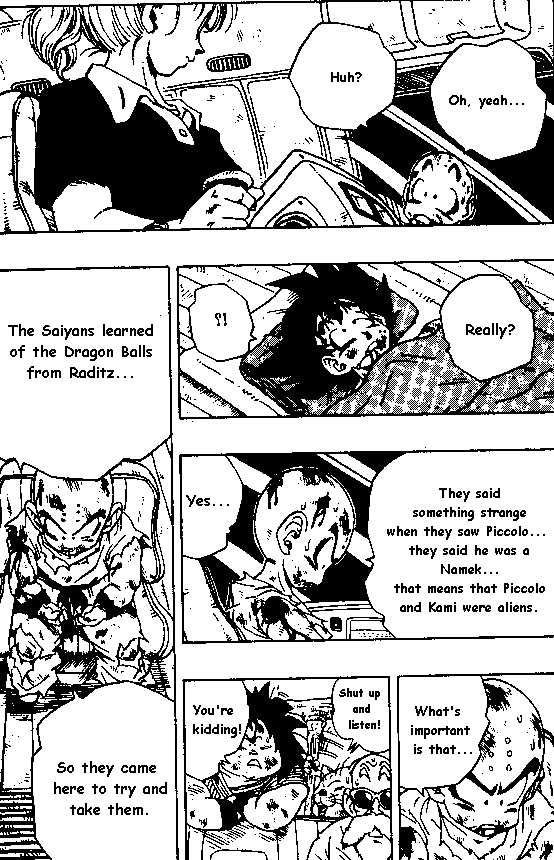 Huh?
Oh, yeah...
The Saiyans learned
of the Dragon Balls
from Raditz...
So they came
here to try and
take them.
?!
Really?
Yes...
They said
something strange
when they saw Piccolo...
they said he was a
Namek...
that means that Piccolo
and Kami were aliens.
You're
kidding!
Shut up
and
listen!
What's
important
is that...